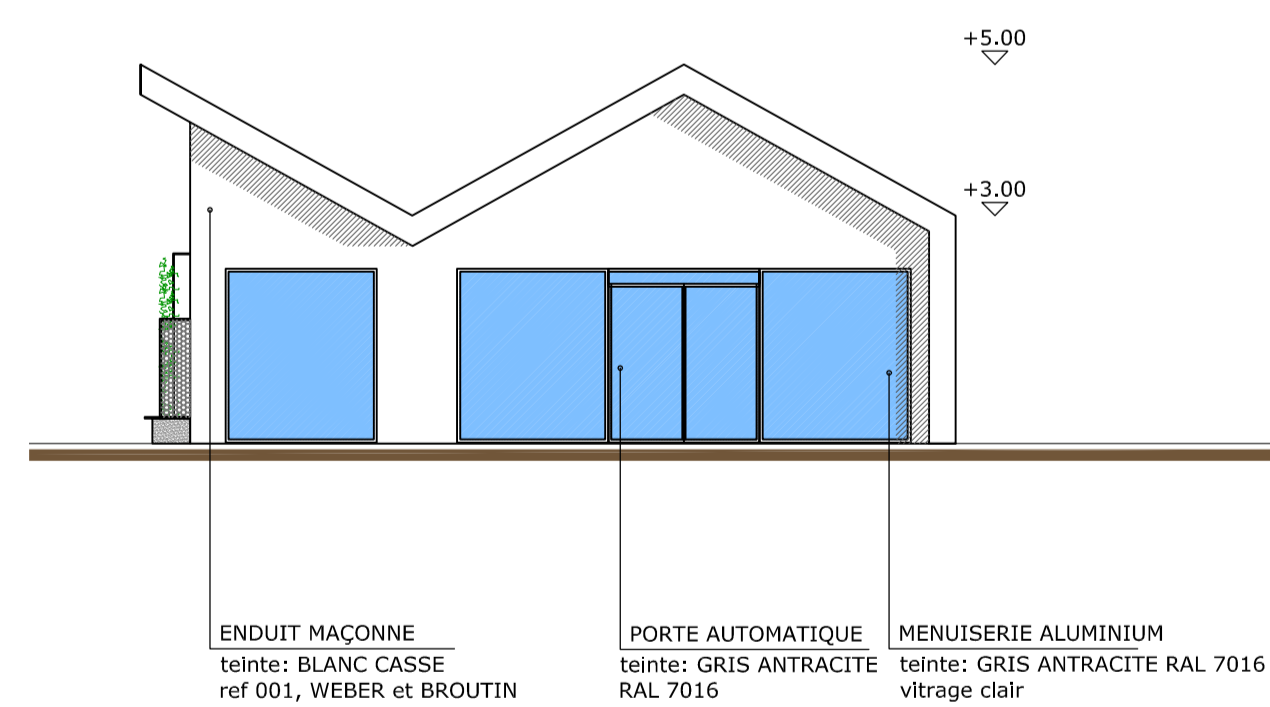 +5.00
+3.00
ENDUIT MAÇONNE
teinte: BLANC CASSE
ref 001, WEBER et BROUTIN
PORTE AUTOMATIQUE
teinte: GRIS ANTRACITE
RAL 7016
MENUISERIE ALUMINIUM
teinte: GRIS ANTRACITE RAL 7016
vitrage clair